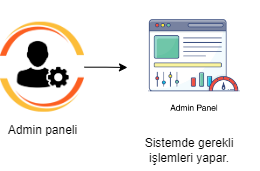 Admin Panel
Admin paneli
Sistemde gerekli
işlemleri yapar.